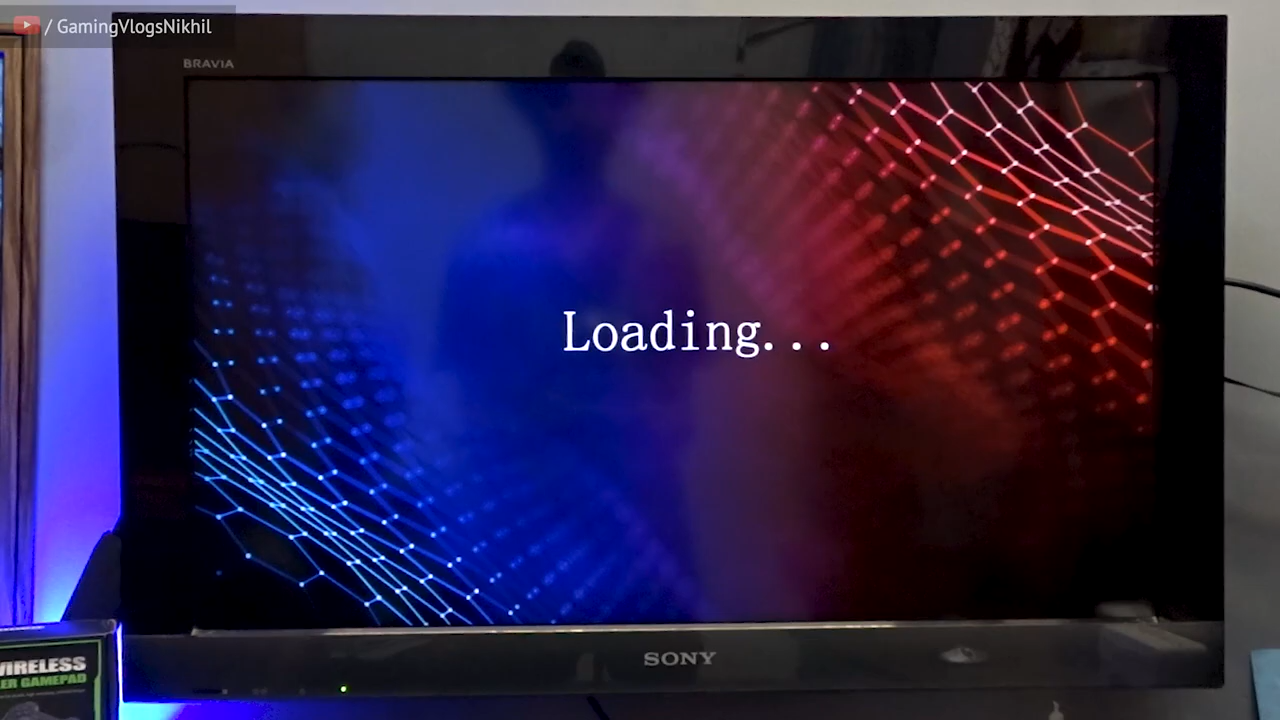 / GamingVlogsNikhil
BRAVIA
Loading...
SONY
WIRELESS
ER GAMEPAD